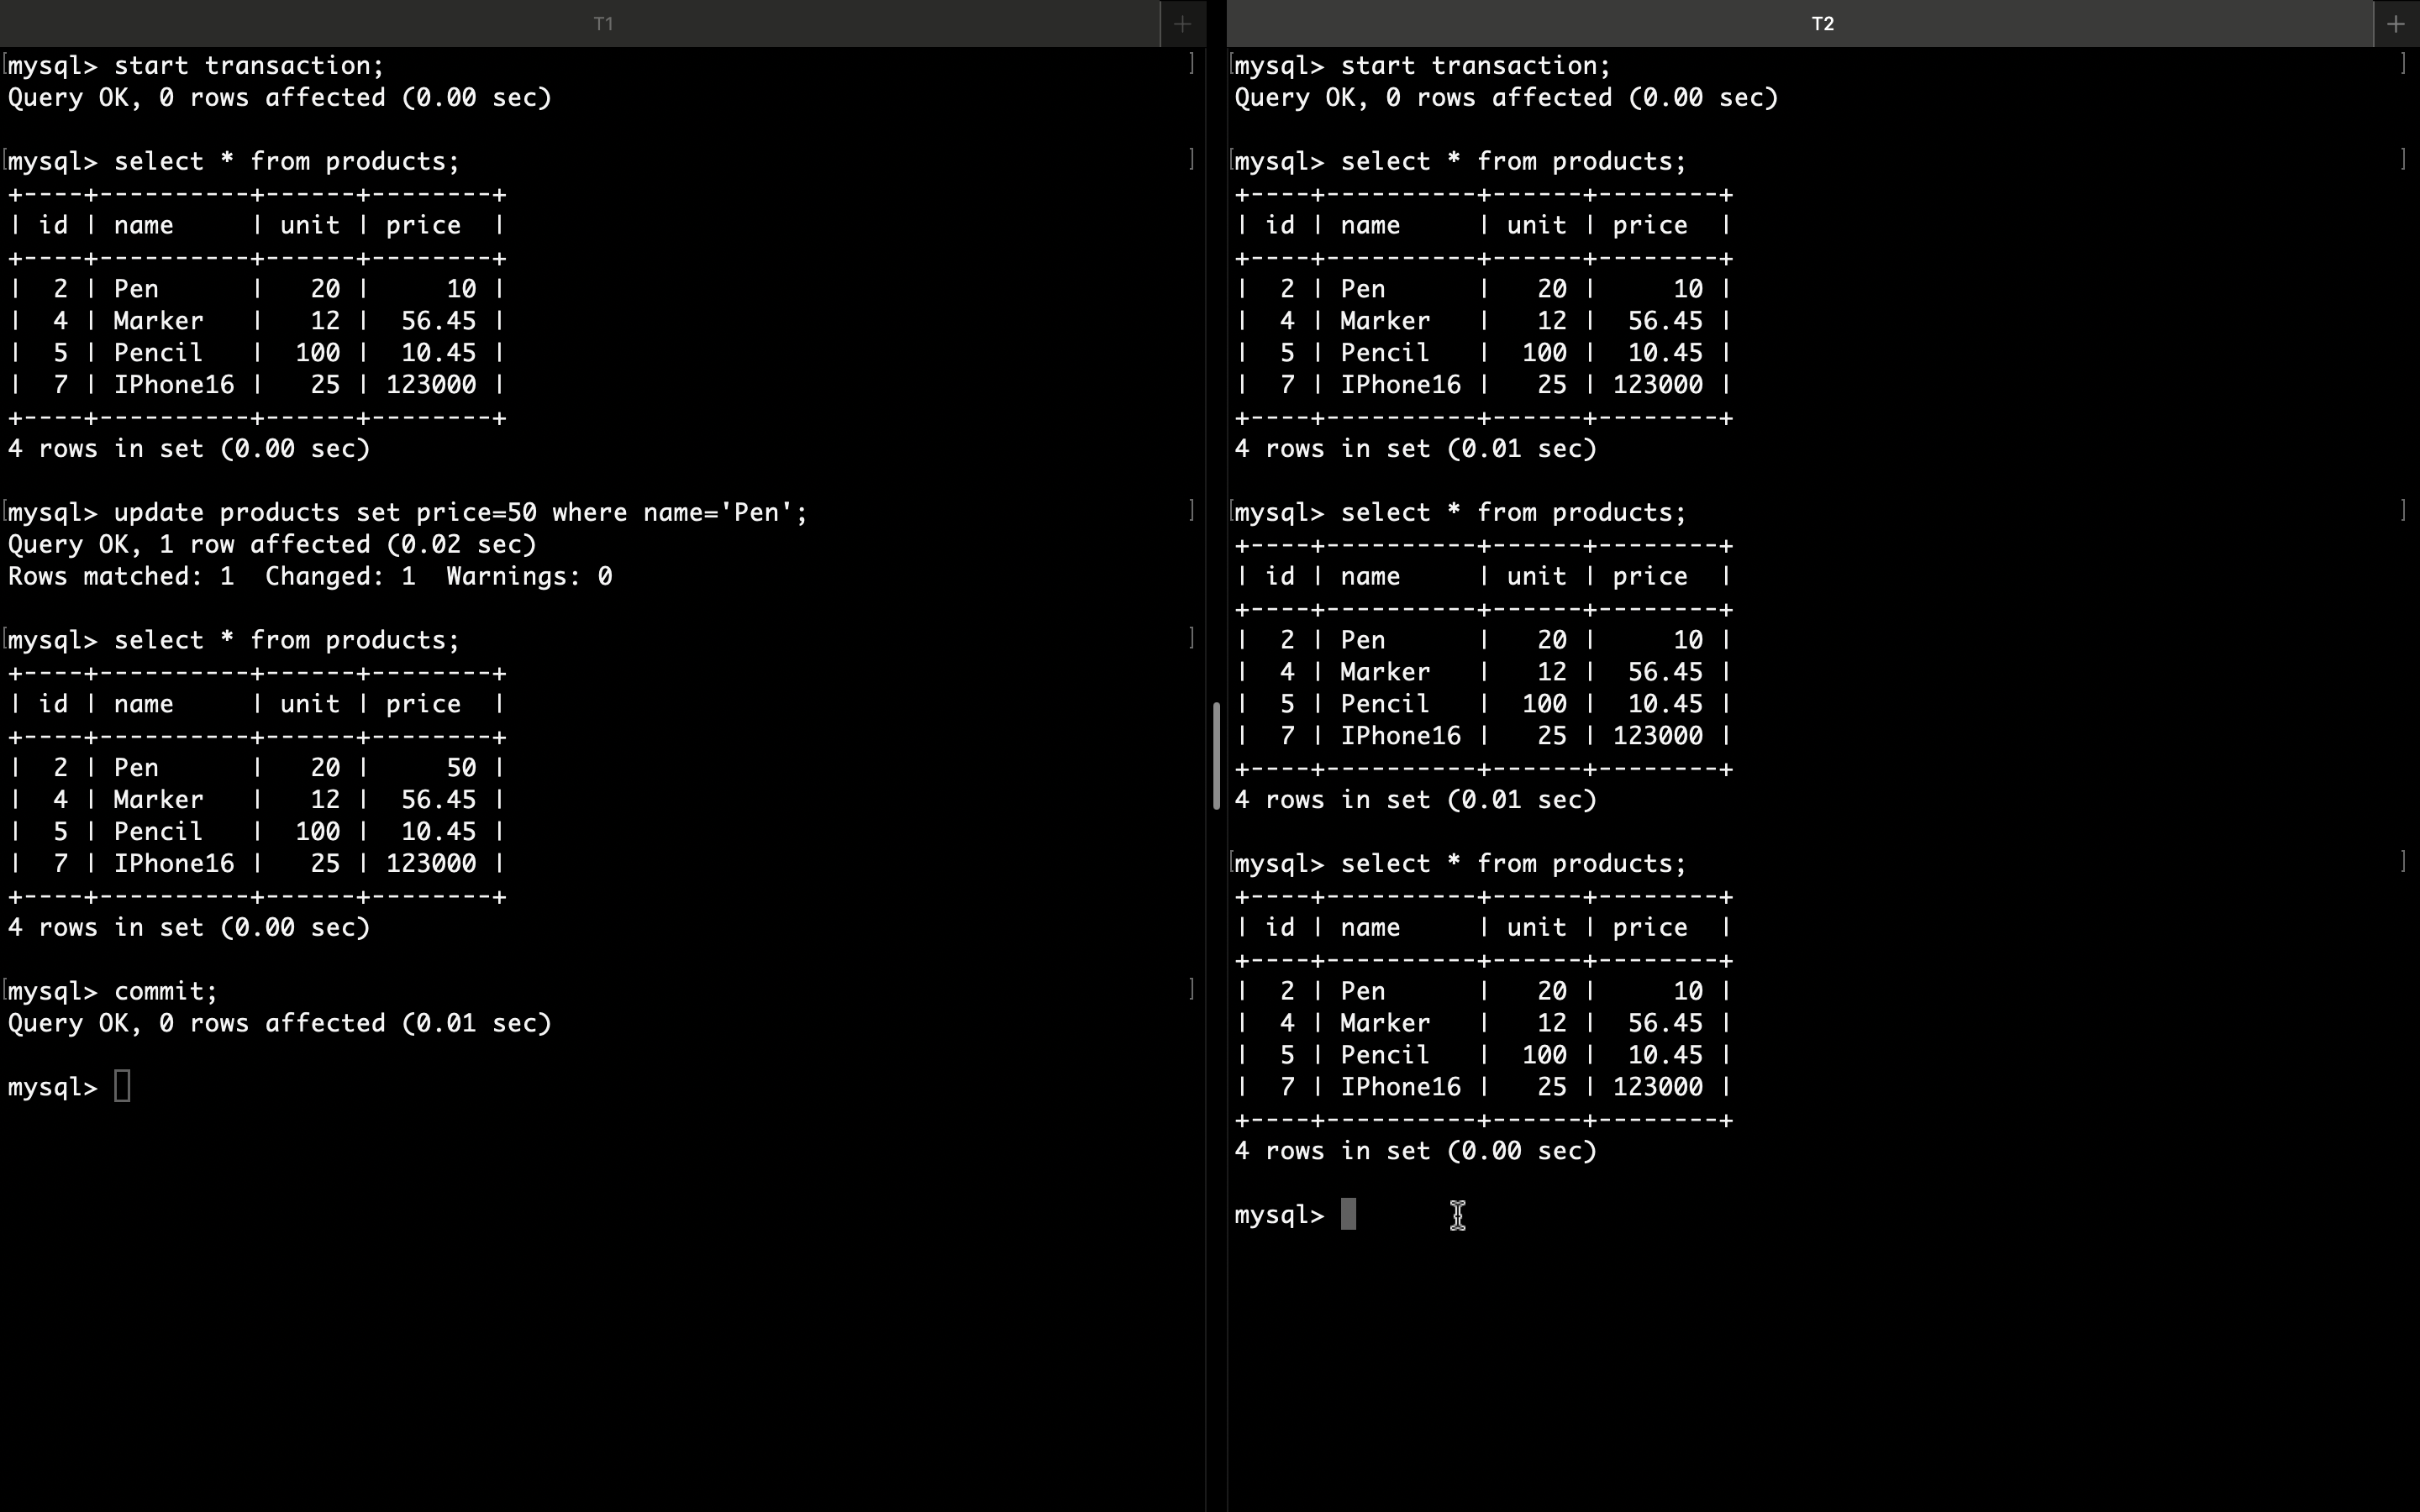 T1
mysql> start transaction;
Query OK, 0 rows affected (0.00 sec)
mysql> select * from products;
+----+----------+------+--------+
| id | name     | unit | price  |
+----+----------+------+--------+
|  2 | Pen      |   20 |     10 |
|  4 | Marker   |   12 |  56.45 |
|  5 | Pencil   |  100 |  10.45 |
|  7 | IPhone16 |   25 | 123000 |
+----+----------+------+--------+
4 rows in set (0.00 sec)
mysql> update products set price=50 where name='Pen';
Query OK, 1 row affected (0.02 sec)
Rows matched: 1  Changed: 1  Warnings: 0
mysql> select * from products;
+----+----------+------+--------+
| id | name     | unit | price  |
+----+----------+------+--------+
|  2 | Pen      |   20 |     50 |
|  4 | Marker   |   12 |  56.45 |
|  5 | Pencil   |  100 |  10.45 |
|  7 | IPhone16 |   25 | 123000 |
+----+----------+------+--------+
4 rows in set (0.00 sec)
mysql> commit;
Query OK, 0 rows affected (0.01 sec)
mysql>
T2
mysql> start transaction;
Query OK, 0 rows affected (0.00 sec)
mysql> select * from products;
+----+----------+------+--------+
| id | name     | unit | price  |
+----+----------+------+--------+
|  2 | Pen      |   20 |     10 |
|  4 | Marker   |   12 |  56.45 |
|  5 | Pencil   |  100 |  10.45 |
|  7 | IPhone16 |   25 | 123000 |
+----+----------+------+--------+
4 rows in set (0.01 sec)
mysql> select * from products;
+----+----------+------+--------+
| id | name     | unit | price  |
+----+----------+------+--------+
|  2 | Pen      |   20 |     10 |
|  4 | Marker   |   12 |  56.45 |
|  5 | Pencil   |  100 |  10.45 |
|  7 | IPhone16 |   25 | 123000 |
+----+----------+------+--------+
4 rows in set (0.01 sec)
mysql> select * from products;
+----+----------+------+--------+
| id | name     | unit | price  |
+----+----------+------+--------+
|  2 | Pen      |   20 |     10 |
|  4 | Marker   |   12 |  56.45 |
|  5 | Pencil   |  100 |  10.45 |
|  7 | IPhone16 |   25 | 123000 |
+----+----------+------+--------+
4 rows in set (0.00 sec)
mysql>